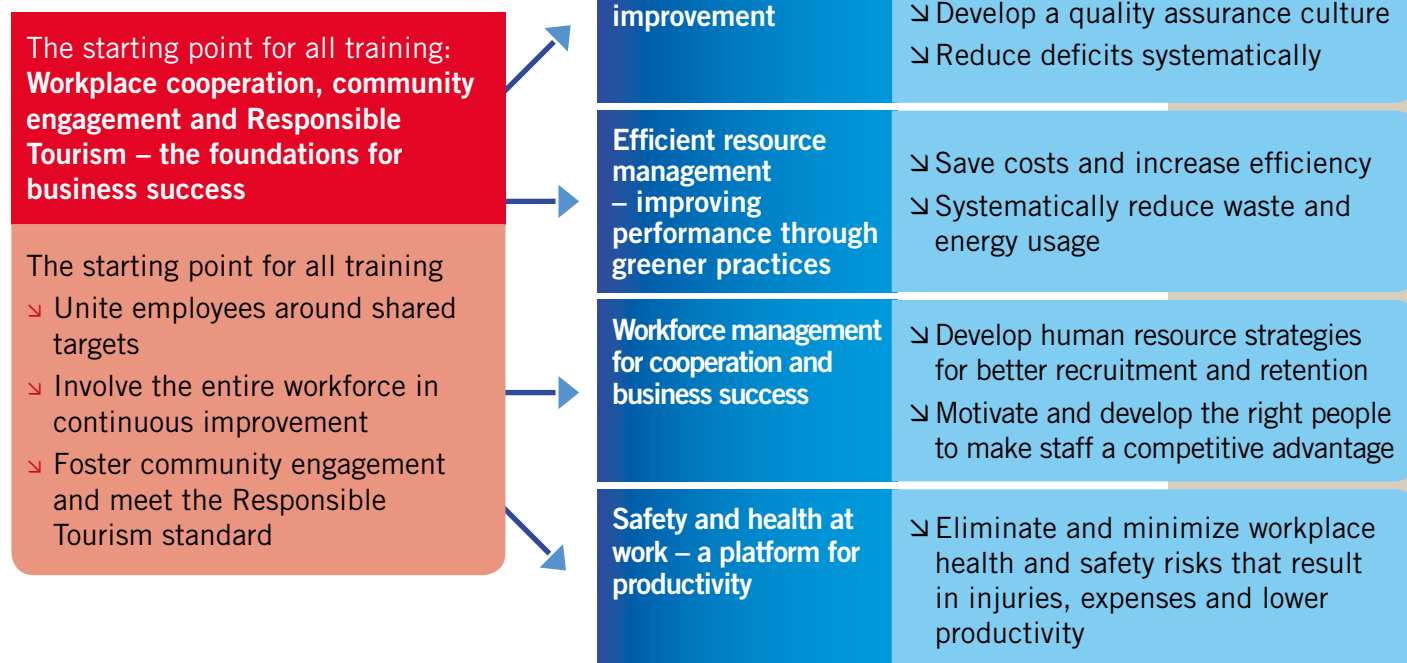 The starting point for all training:
Workplace cooperation, community
engagement and Responsible
Tourism – the foundations for
business success
The starting point for all training
↘ Unite employees around shared
targets
↘ Involve the entire workforce in
continuous improvement
↘ Foster community engagement
and meet the Responsible
Tourism standard
improvement
↘ Develop a quality assurance culture
↘ Reduce deficits systematically
Efficient resource
management
– improving
performance through
greener practices
↘ Save costs and increase efficiency
↘ Systematically reduce waste and
energy usage
Workforce management
for cooperation and
business success
↘ Develop human resource strategies
for better recruitment and retention
↘ Motivate and develop the right people
to make staff a competitive advantage
Safety and health at
work – a platform for
productivity
↘ Eliminate and minimize workplace
health and safety risks that result
in injuries, expenses and lower
productivity